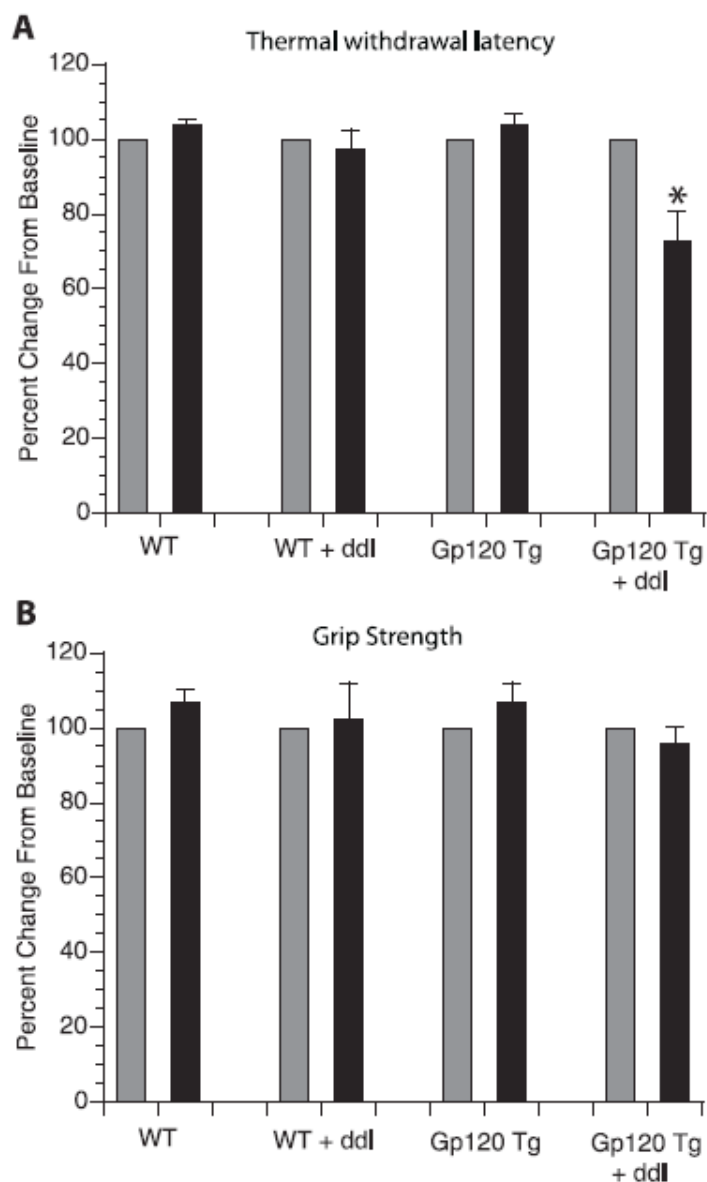 A
Thermal withdrawal latency
Percent Change From Baseline
120
100
80
60
40
20
0
*
WT
WT + ddI
Gp120 Tg
Gp120 Tg
+ ddI
B
Grip Strength
Percent Change From Baseline
120
100
80
60
40
20
0
WT
WT + ddI
Gp120 Tg
Gp120 Tg
+ ddI